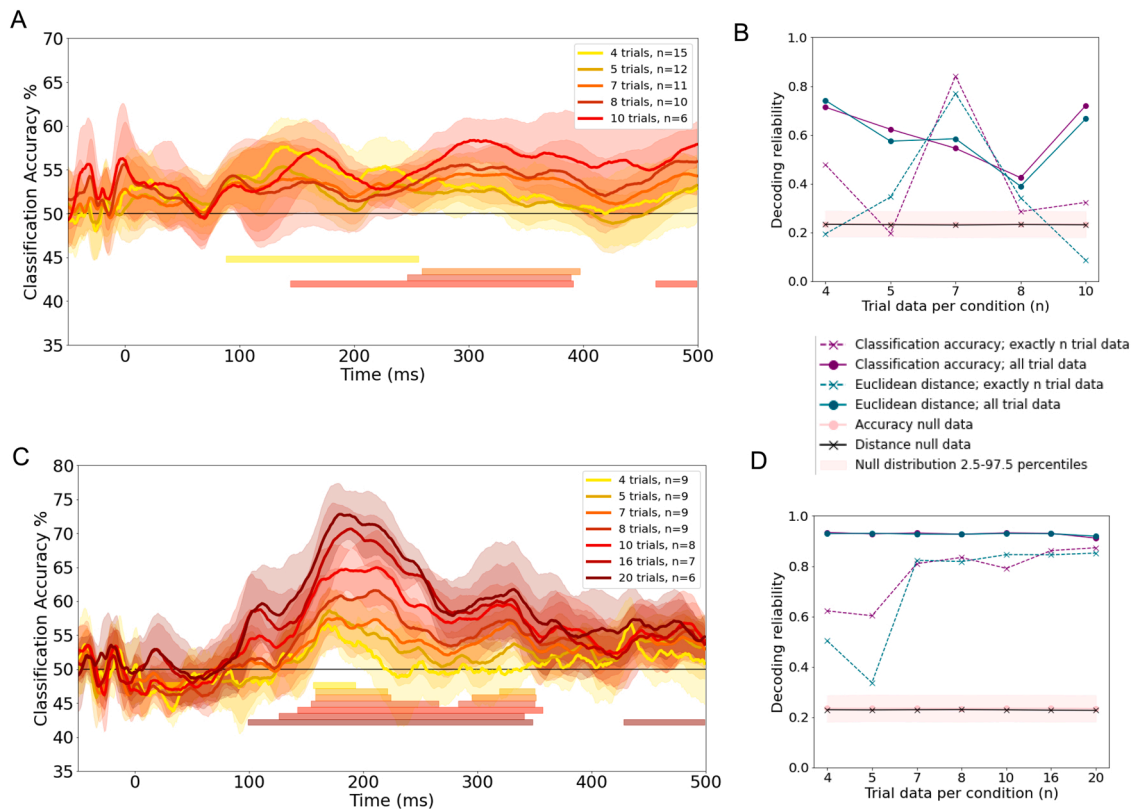 A
Classification Accuracy %
70
65
60
55
50
45
40
35
4 trials, n=15
5 trials, n=12
7 trials, n=11
8 trials, n=10
10 trials, n=6
0 100 200 300 400 500
Time (ms)
B
Decoding reliability
1.0
0.8
0.6
0.4
0.2
0.0
4 5 7 8 10
Trial data per condition (n)
Classification accuracy; exactly n trial data
Classification accuracy; all trial data
Euclidean distance; exactly n trial data
Euclidean distance; all trial data
Accuracy null data
Distance null data
Null distribution 2.5-97.5 percentiles
C
Classification Accuracy %
80
75
70
65
60
55
50
45
40
35
4 trials, n=9
5 trials, n=9
7 trials, n=9
8 trials, n=9
10 trials, n=8
16 trials, n=7
20 trials, n=6
0 100 200 300 400 500
Time (ms)
D
Decoding reliability
1.0
0.8
0.6
0.4
0.2
0.0
4 5 7 8 10 16 20
Trial data per condition (n)